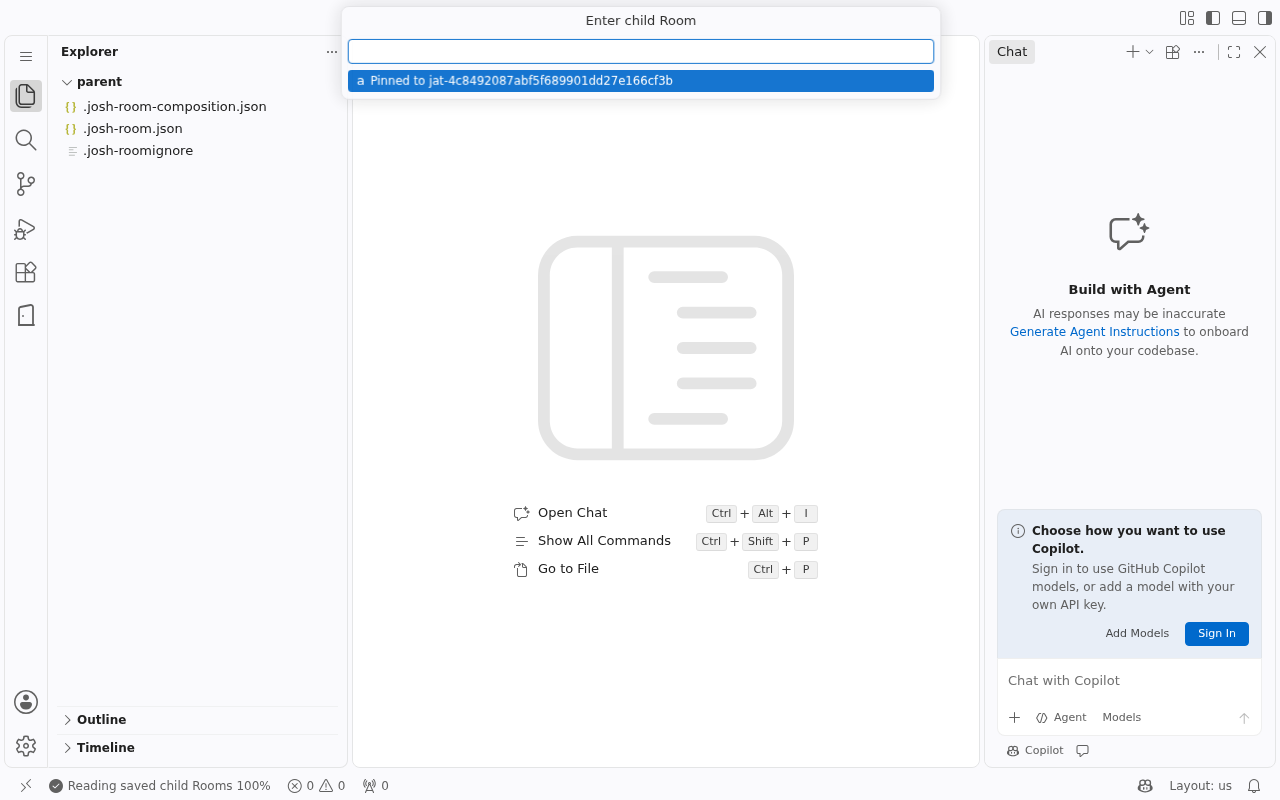 Enter child Room
a Pinned to jat-4c8492087abf5f689901dd27e166cf3b
Explorer
parent
.josh-room-composition.json
.josh-room.json
.josh-roomignore
Outline
Timeline
Open Chat Ctrl + Alt + I
Show All Commands Ctrl + Shift + P
Go to File Ctrl + P
Chat
Build with Agent
AI responses may be inaccurate
Generate Agent Instructions to onboard
AI onto your codebase.
Choose how you want to use
Copilot.
Sign in to use GitHub Copilot
models, or add a model with your
own API key.
Add Models Sign In
Chat with Copilot
Agent Models
Copilot
Reading saved child Rooms 100% 0 0 0 Layout: us